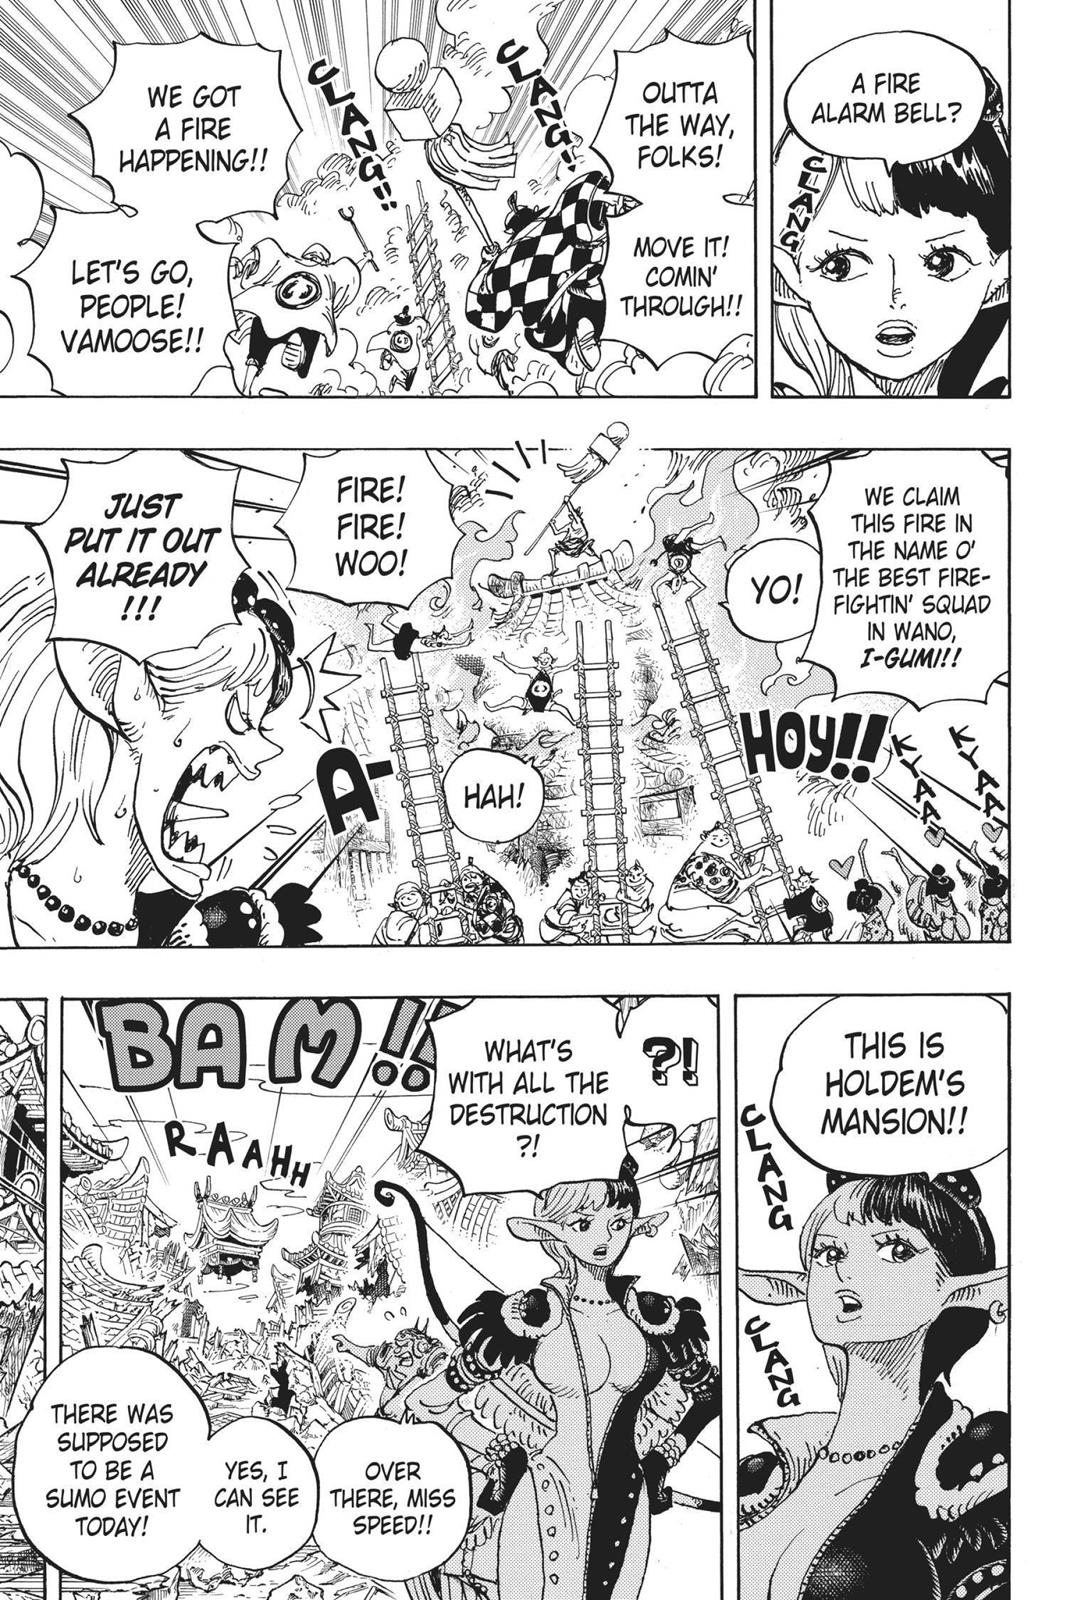 A FIRE
ALARM BELL?
CLANG
OUTTA
THE WAY,
FOLKS!
MOVE IT!
COMIN'
THROUGH!!
CLANG!!
CLANG!!
WE GOT
A FIRE
HAPPENING!!
LET'S GO,
PEOPLE!
VAMOOSE!!
WE CLAIM
THIS FIRE IN
THE NAME O'
THE BEST FIRE-
FIGHTIN' SQUAD
IN WANO,
I-GUMI!!
YO!
KYAA!
KYAAA!
HOY!!
FIRE!
FIRE!
WOO!
HAH!
A-
JUST
PUT IT OUT
ALREADY
!!!
THIS IS
HOLDEM'S
MANSION!!
CLANG
CLANG
?!
WHAT'S
WITH ALL THE
DESTRUCTION
?!
BAM!!
RAAHH
OVER
THERE, MISS
SPEED!!
YES, I
CAN SEE
IT.
THERE WAS
SUPPOSED
TO BE A
SUMO EVENT
TODAY!